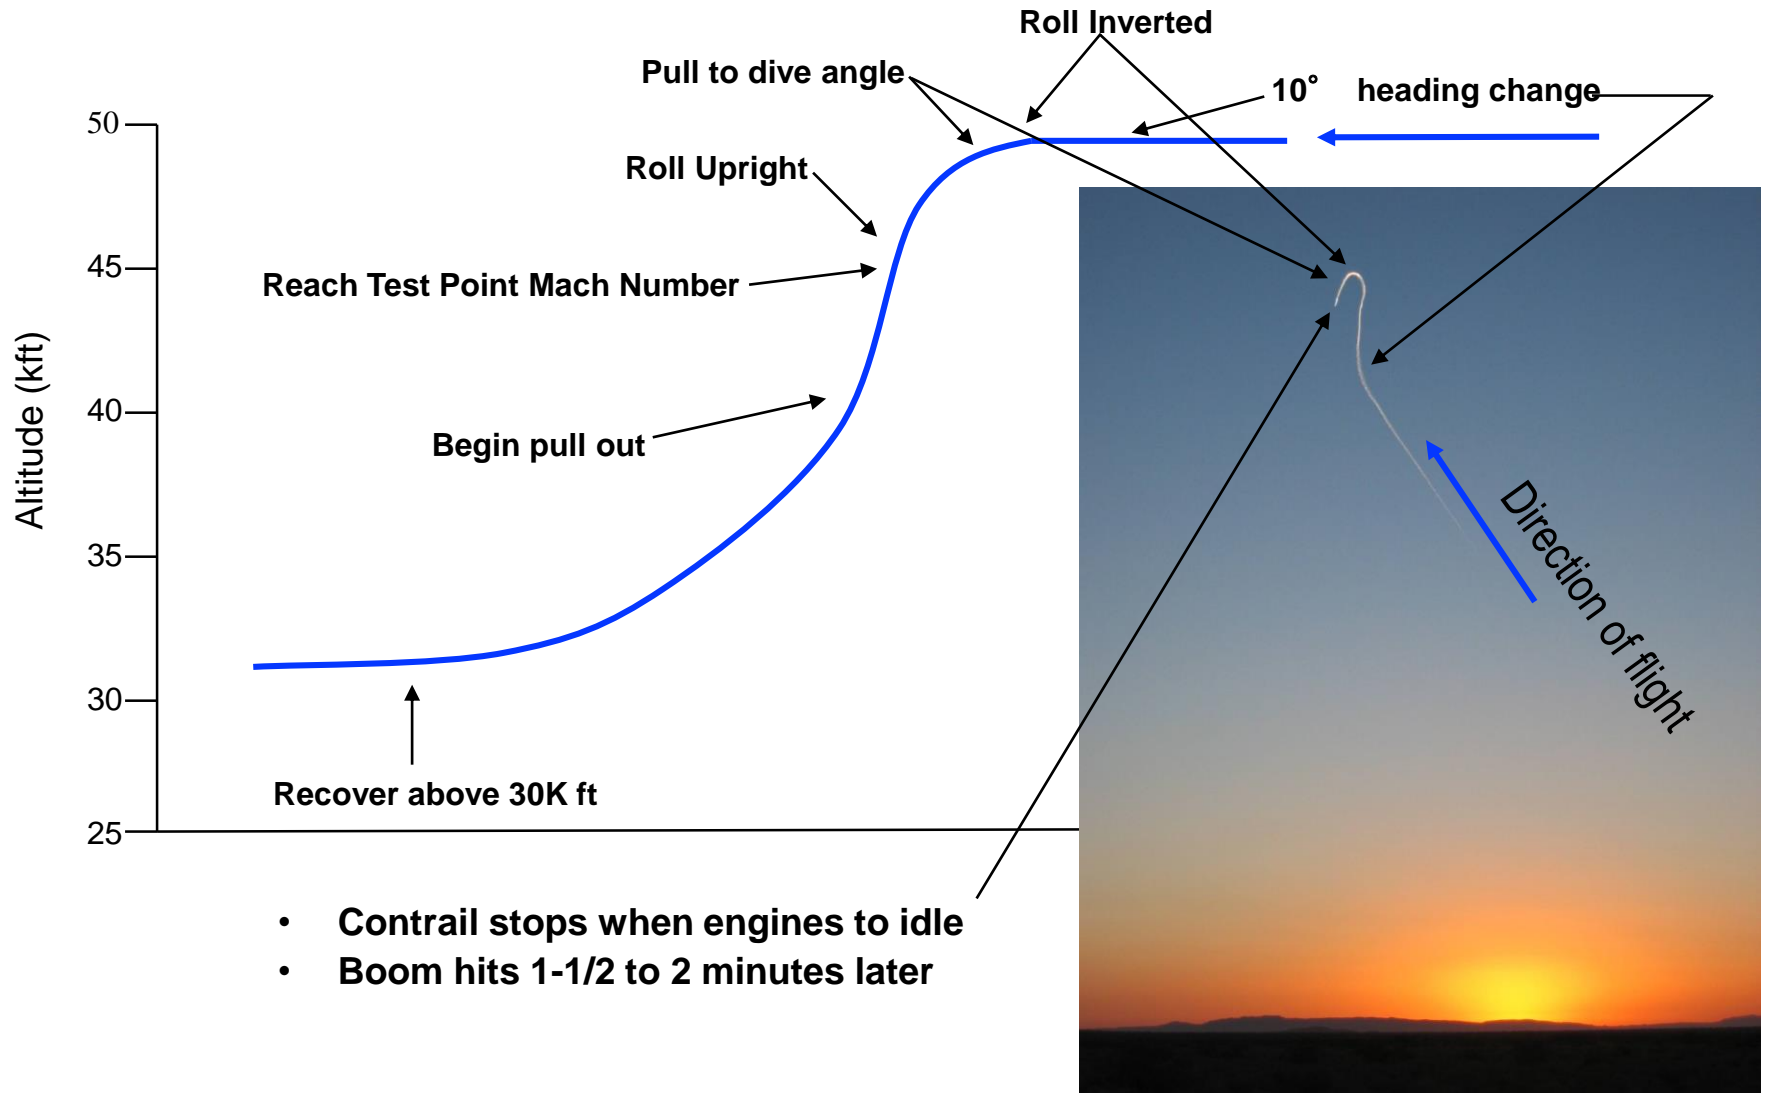 Roll Inverted
Pull to dive angle
10° heading change
50
Roll Upright
45
Reach Test Point Mach Number
Altitude (kft)
40
Begin pull out
35
Direction of flight
30
Recover above 30K ft
25
• Contrail stops when engines to idle
• Boom hits 1-1/2 to 2 minutes later